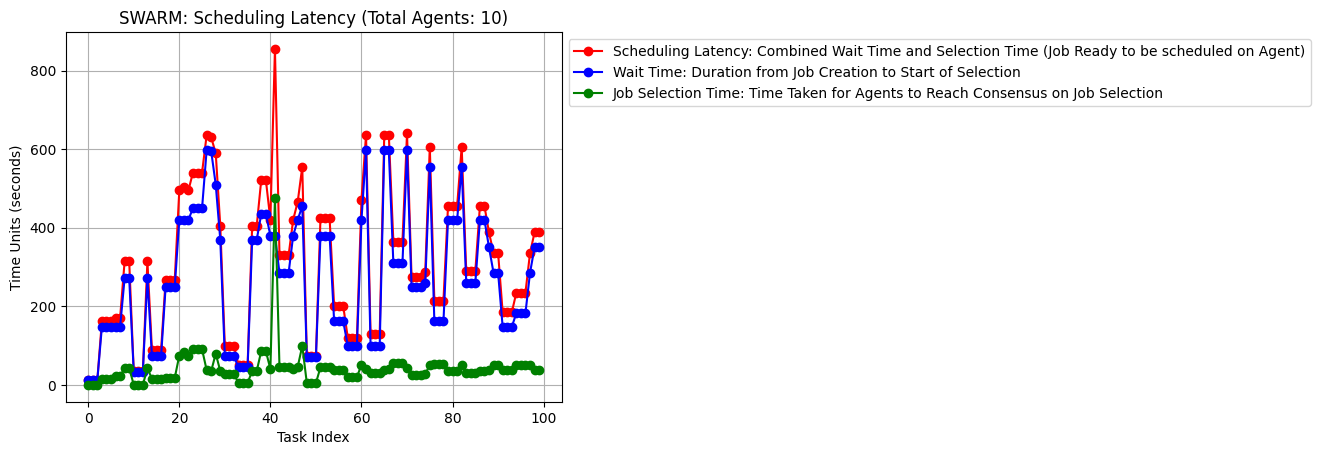 SWARM: Scheduling Latency (Total Agents: 10)
Scheduling Latency: Combined Wait Time and Selection Time (Job Ready to be scheduled on Agent)
Wait Time: Duration from Job Creation to Start of Selection
Job Selection Time: Time Taken for Agents to Reach Consensus on Job Selection
Time Units (seconds)
800
600
400
200
0
0 20 40 60 80 100
Task Index